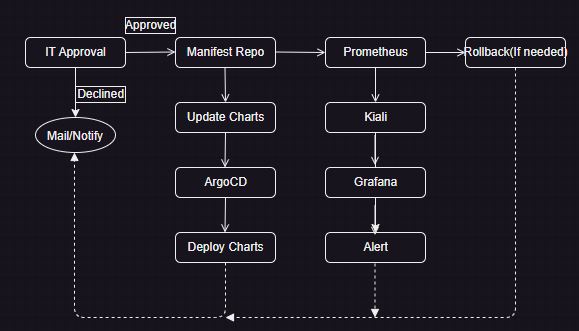 Approved
IT Approval
Manifest Repo
Prometheus
Rollback(If needed)
Declined
Mail/Notify
Update Charts
Kiali
ArgoCD
Grafana
Deploy Charts
Alert